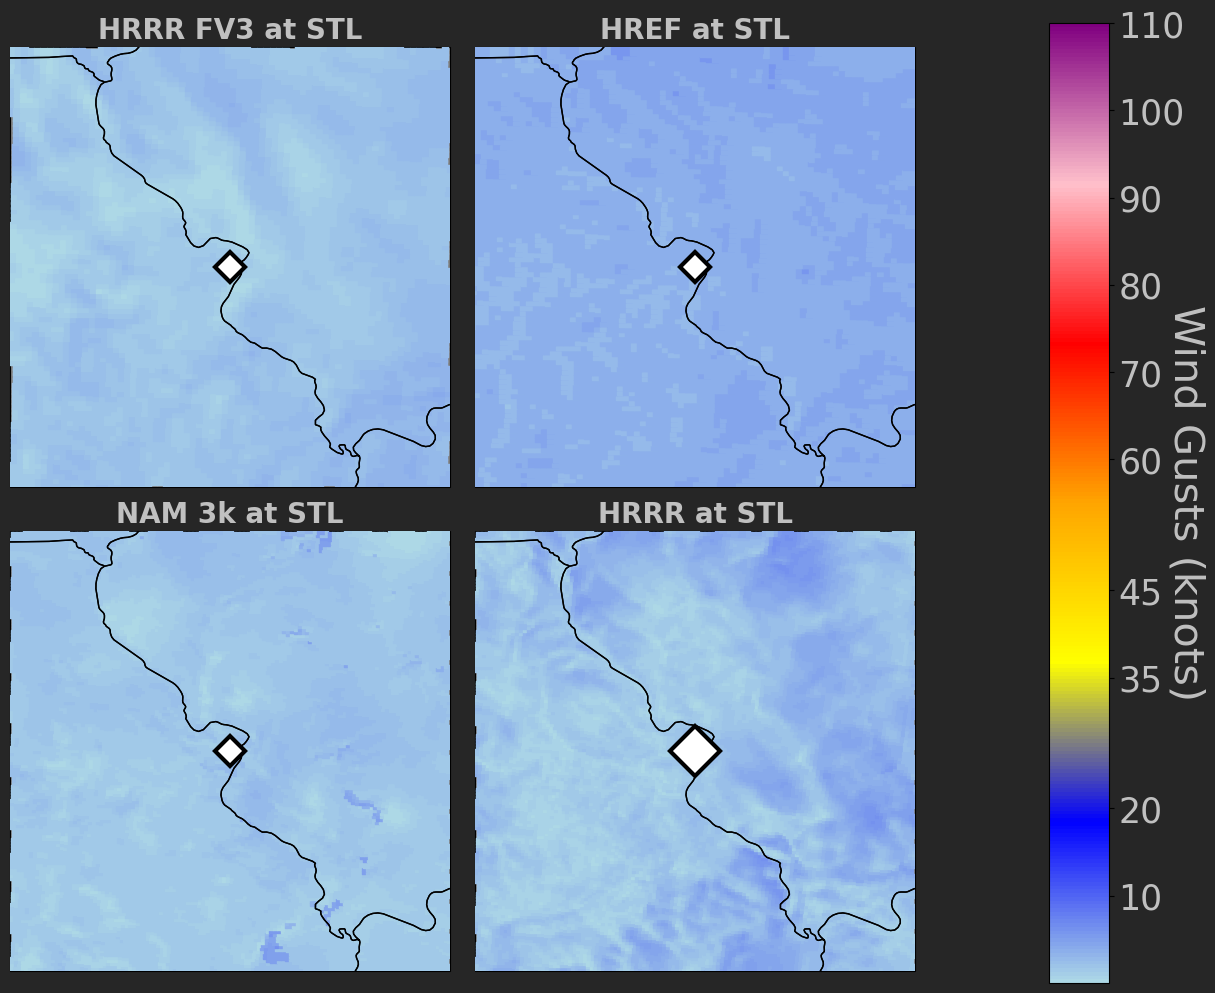 HRRR FV3 at STL
HREF at STL
NAM 3k at STL
HRRR at STL
110
100
90
80
70
60
45
35
20
10
Wind Gusts (knots)